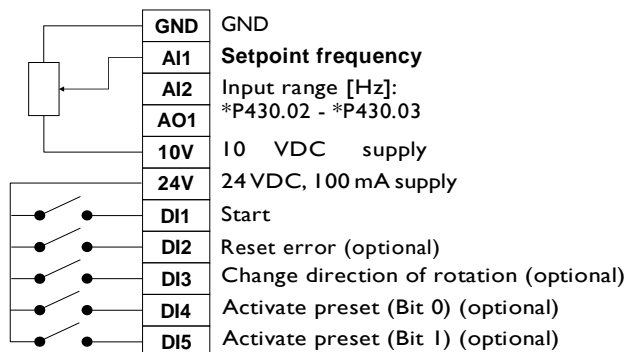 GND GND
AI1 Setpoint frequency
AI2 Input range [Hz]:
*P430.02 - *P430.03
AO1
10V 10 VDC supply
24V 24 VDC, 100 mA supply
DI1 Start
DI2 Reset error (optional)
DI3 Change direction of rotation (optional)
DI4 Activate preset (Bit 0) (optional)
DI5 Activate preset (Bit 1) (optional)